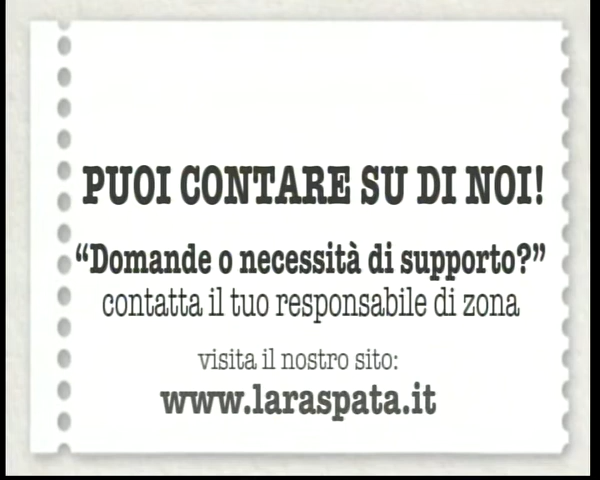 PUOI CONTARE SU DI NOI!
“Domande o necessità di supporto?”
contatta il tuo responsabile di zona
visita il nostro sito:
www.laraspata.it